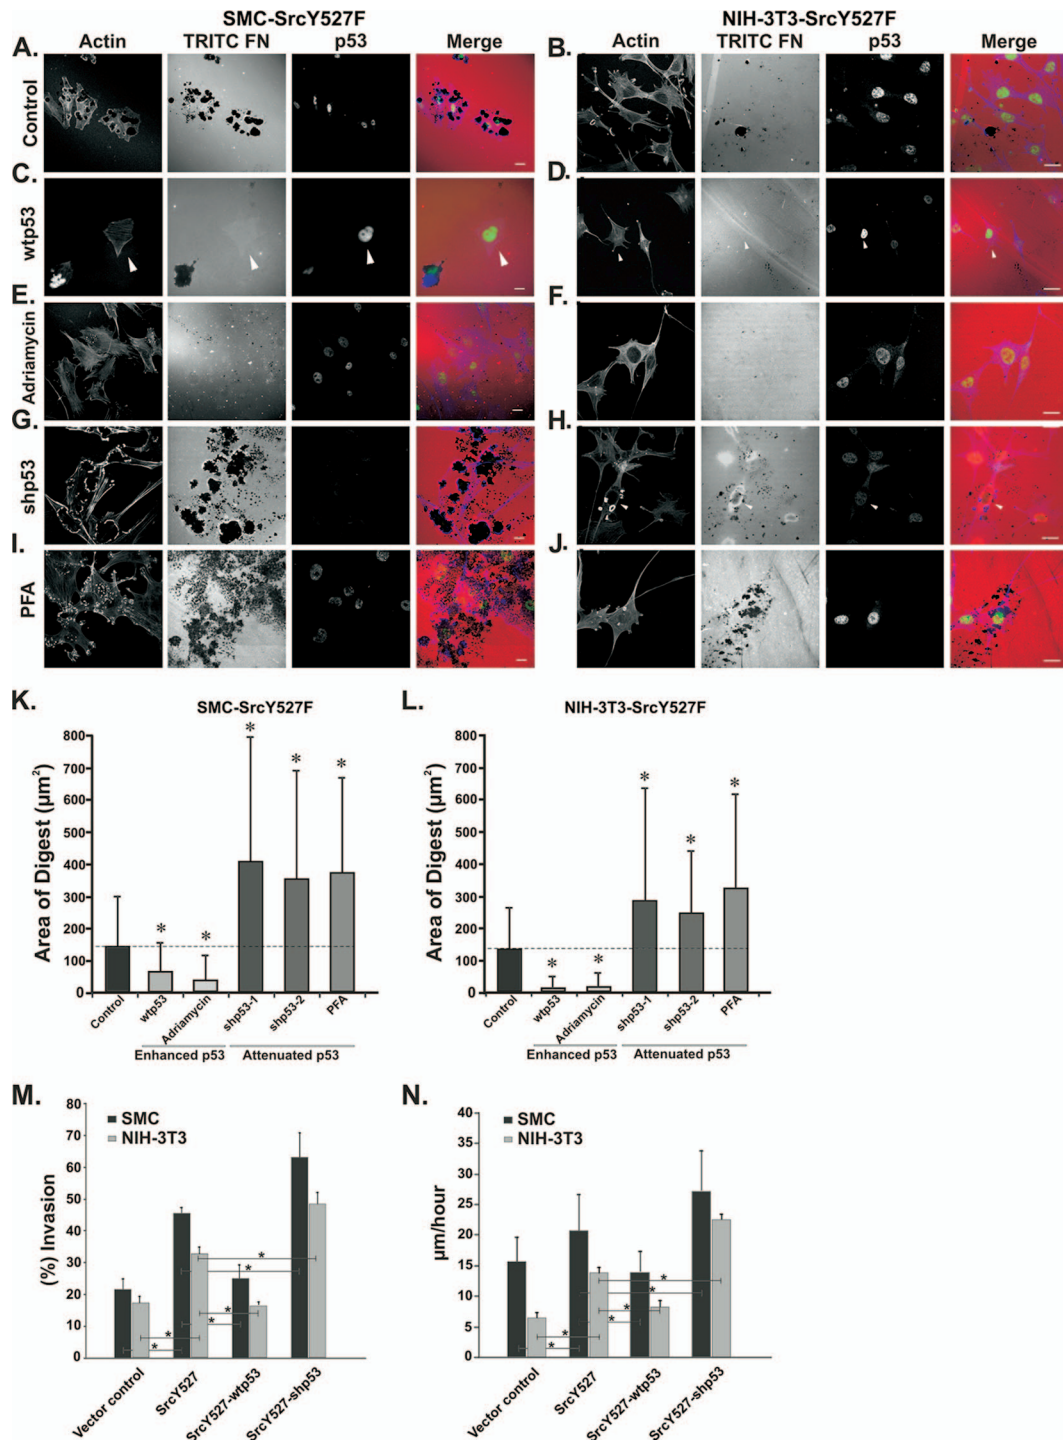 SMC-SrcY527F
NIH-3T3-SrcY527F
A. Actin TRITC FN p53 Merge
B. Actin TRITC FN p53 Merge
Control
C.
D.
wtp53
E.
F.
Adriamycin
G.
H.
shp53
I.
J.
PFA
K.
SMC-SrcY527F
Area of Digest (µm²)
800
700
600
500
400
300
200
100
0
* * * * *
Control wtp53 Adriamycin shp53-1 shp53-2 PFA
Enhanced p53 Attenuated p53
L.
NIH-3T3-SrcY527F
Area of Digest (µm²)
800
700
600
500
400
300
200
100
0
* * * * *
Control wtp53 Adriamycin shp53-1 shp53-2 PFA
Enhanced p53 Attenuated p53
M.
SMC
NIH-3T3
(%) Invasion
80
70
60
50
40
30
20
10
0
* * * * * *
Vector control SrcY527 SrcY527-wtp53 SrcY527-shp53
N.
SMC
NIH-3T3
µm/hour
40
35
30
25
20
15
10
5
0
* * * * * *
Vector control SrcY527 SrcY527-wtp53 SrcY527-shp53